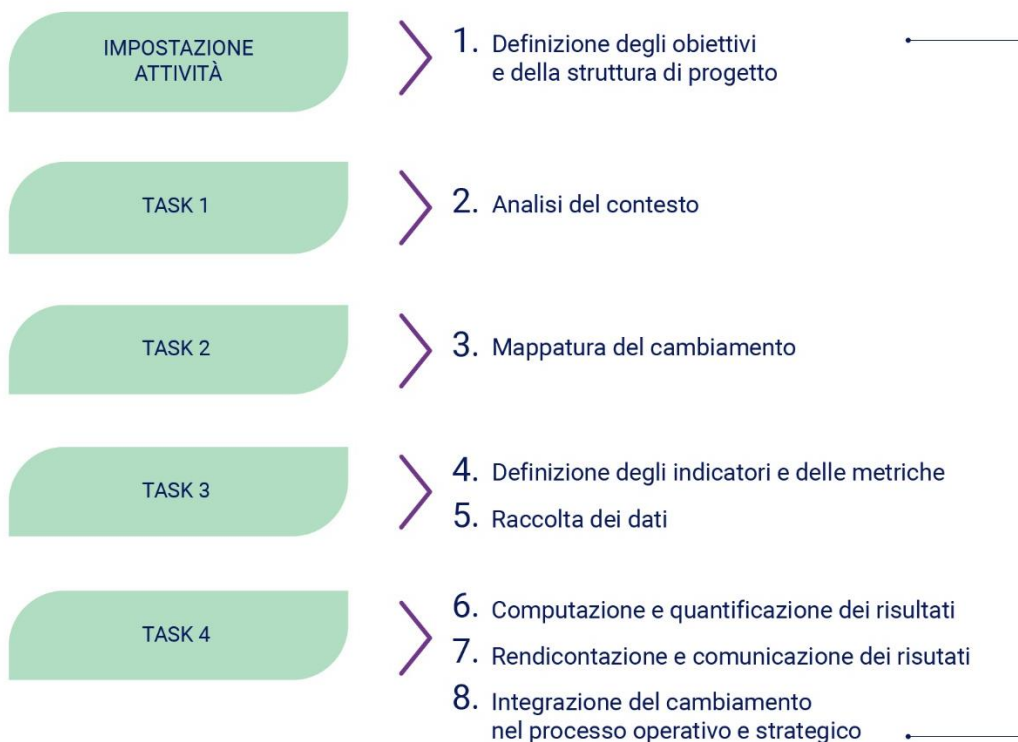 IMPOSTAZIONE
ATTIVITÀ
1. Definizione degli obiettivi
e della struttura di progetto
TASK 1
2. Analisi del contesto
TASK 2
3. Mappatura del cambiamento
TASK 3
4. Definizione degli indicatori e delle metriche
5. Raccolta dei dati
TASK 4
6. Computazione e quantificazione dei risultati
7. Rendicontazione e comunicazione dei risutati
8. Integrazione del cambiamento
nel processo operativo e strategico